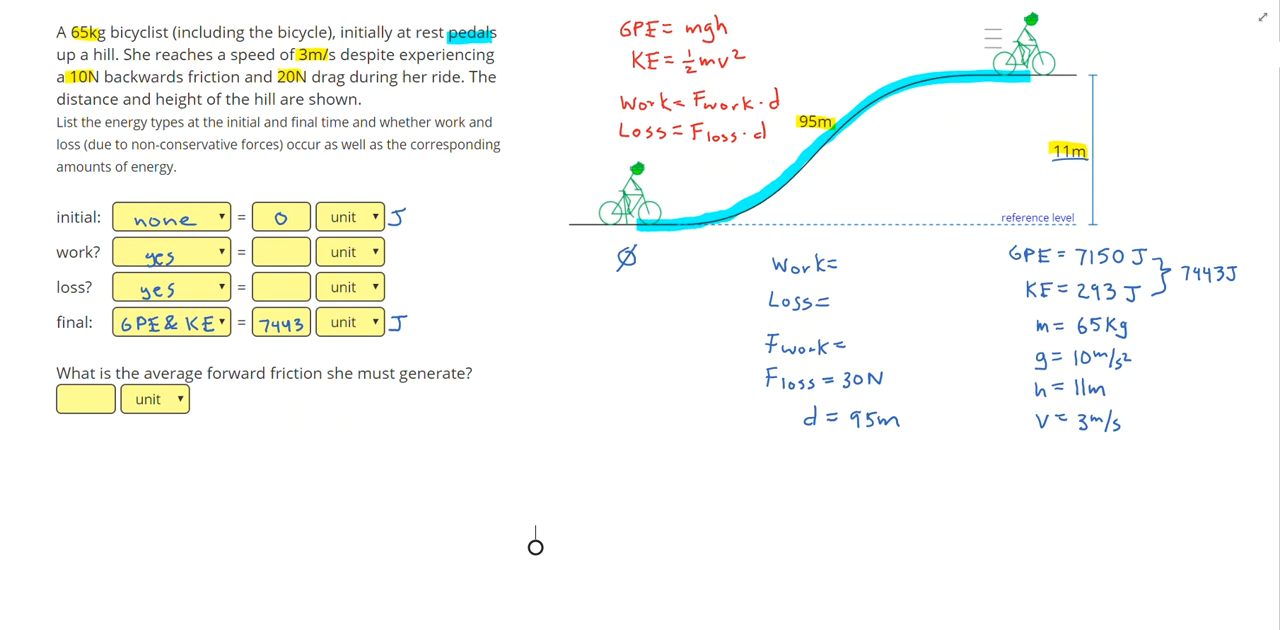 A 65kg bicyclist (including the bicycle), initially at rest pedals
up a hill. She reaches a speed of 3m/s despite experiencing
a 10N backwards friction and 20N drag during her ride. The
distance and height of the hill are shown.
List the energy types at the initial and final time and whether work and
loss (due to non-conservative forces) occur as well as the corresponding
amounts of energy.
initial: none ▼ = 0 unit ▼ J
work? yes ▼ = unit ▼
loss? yes ▼ = unit ▼
final: GPE & KE ▼ = 7443 unit ▼ J
What is the average forward friction she must generate?
unit ▼
GPE = mgh
KE = ½mv²
Work = Fwork · d
Loss = Floss · d
95m
11m
reference level
Ø
Work =
Loss =
Fwork =
Floss = 30N
d = 95m
GPE = 7150 J
KE = 293 J
} 7443J
m = 65Kg
g = 10m/s²
h = 11m
v = 3m/s